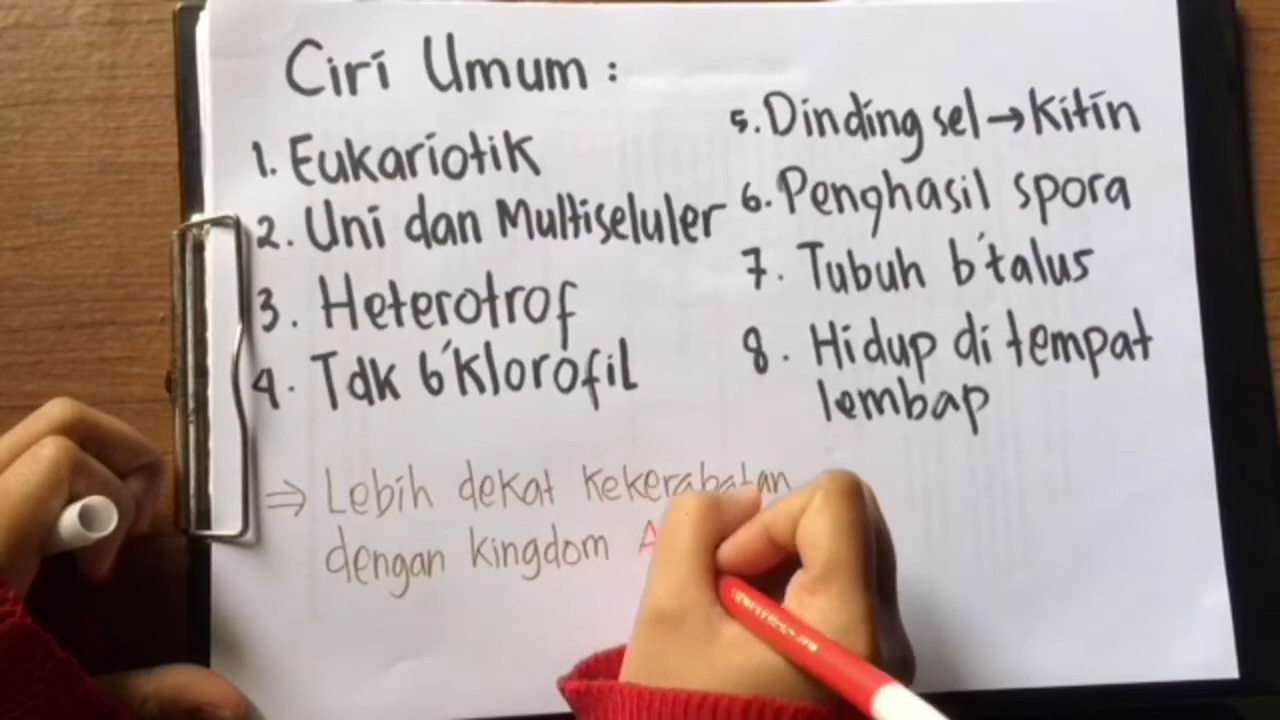 Ciri Umum :
1. Eukariotik
2. Uni dan Multiseluler
3. Heterotrof
4. Tdk b'klorofil
5. Dinding sel → kitin
6. Penghasil spora
7. Tubuh b'talus
8. Hidup di tempat
lembap
⇒ Lebih dekat kekerabatan
dengan kingdom A